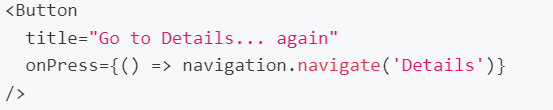 <Button
  title="Go to Details... again"
  onPress={() => navigation.navigate('Details')}
/>